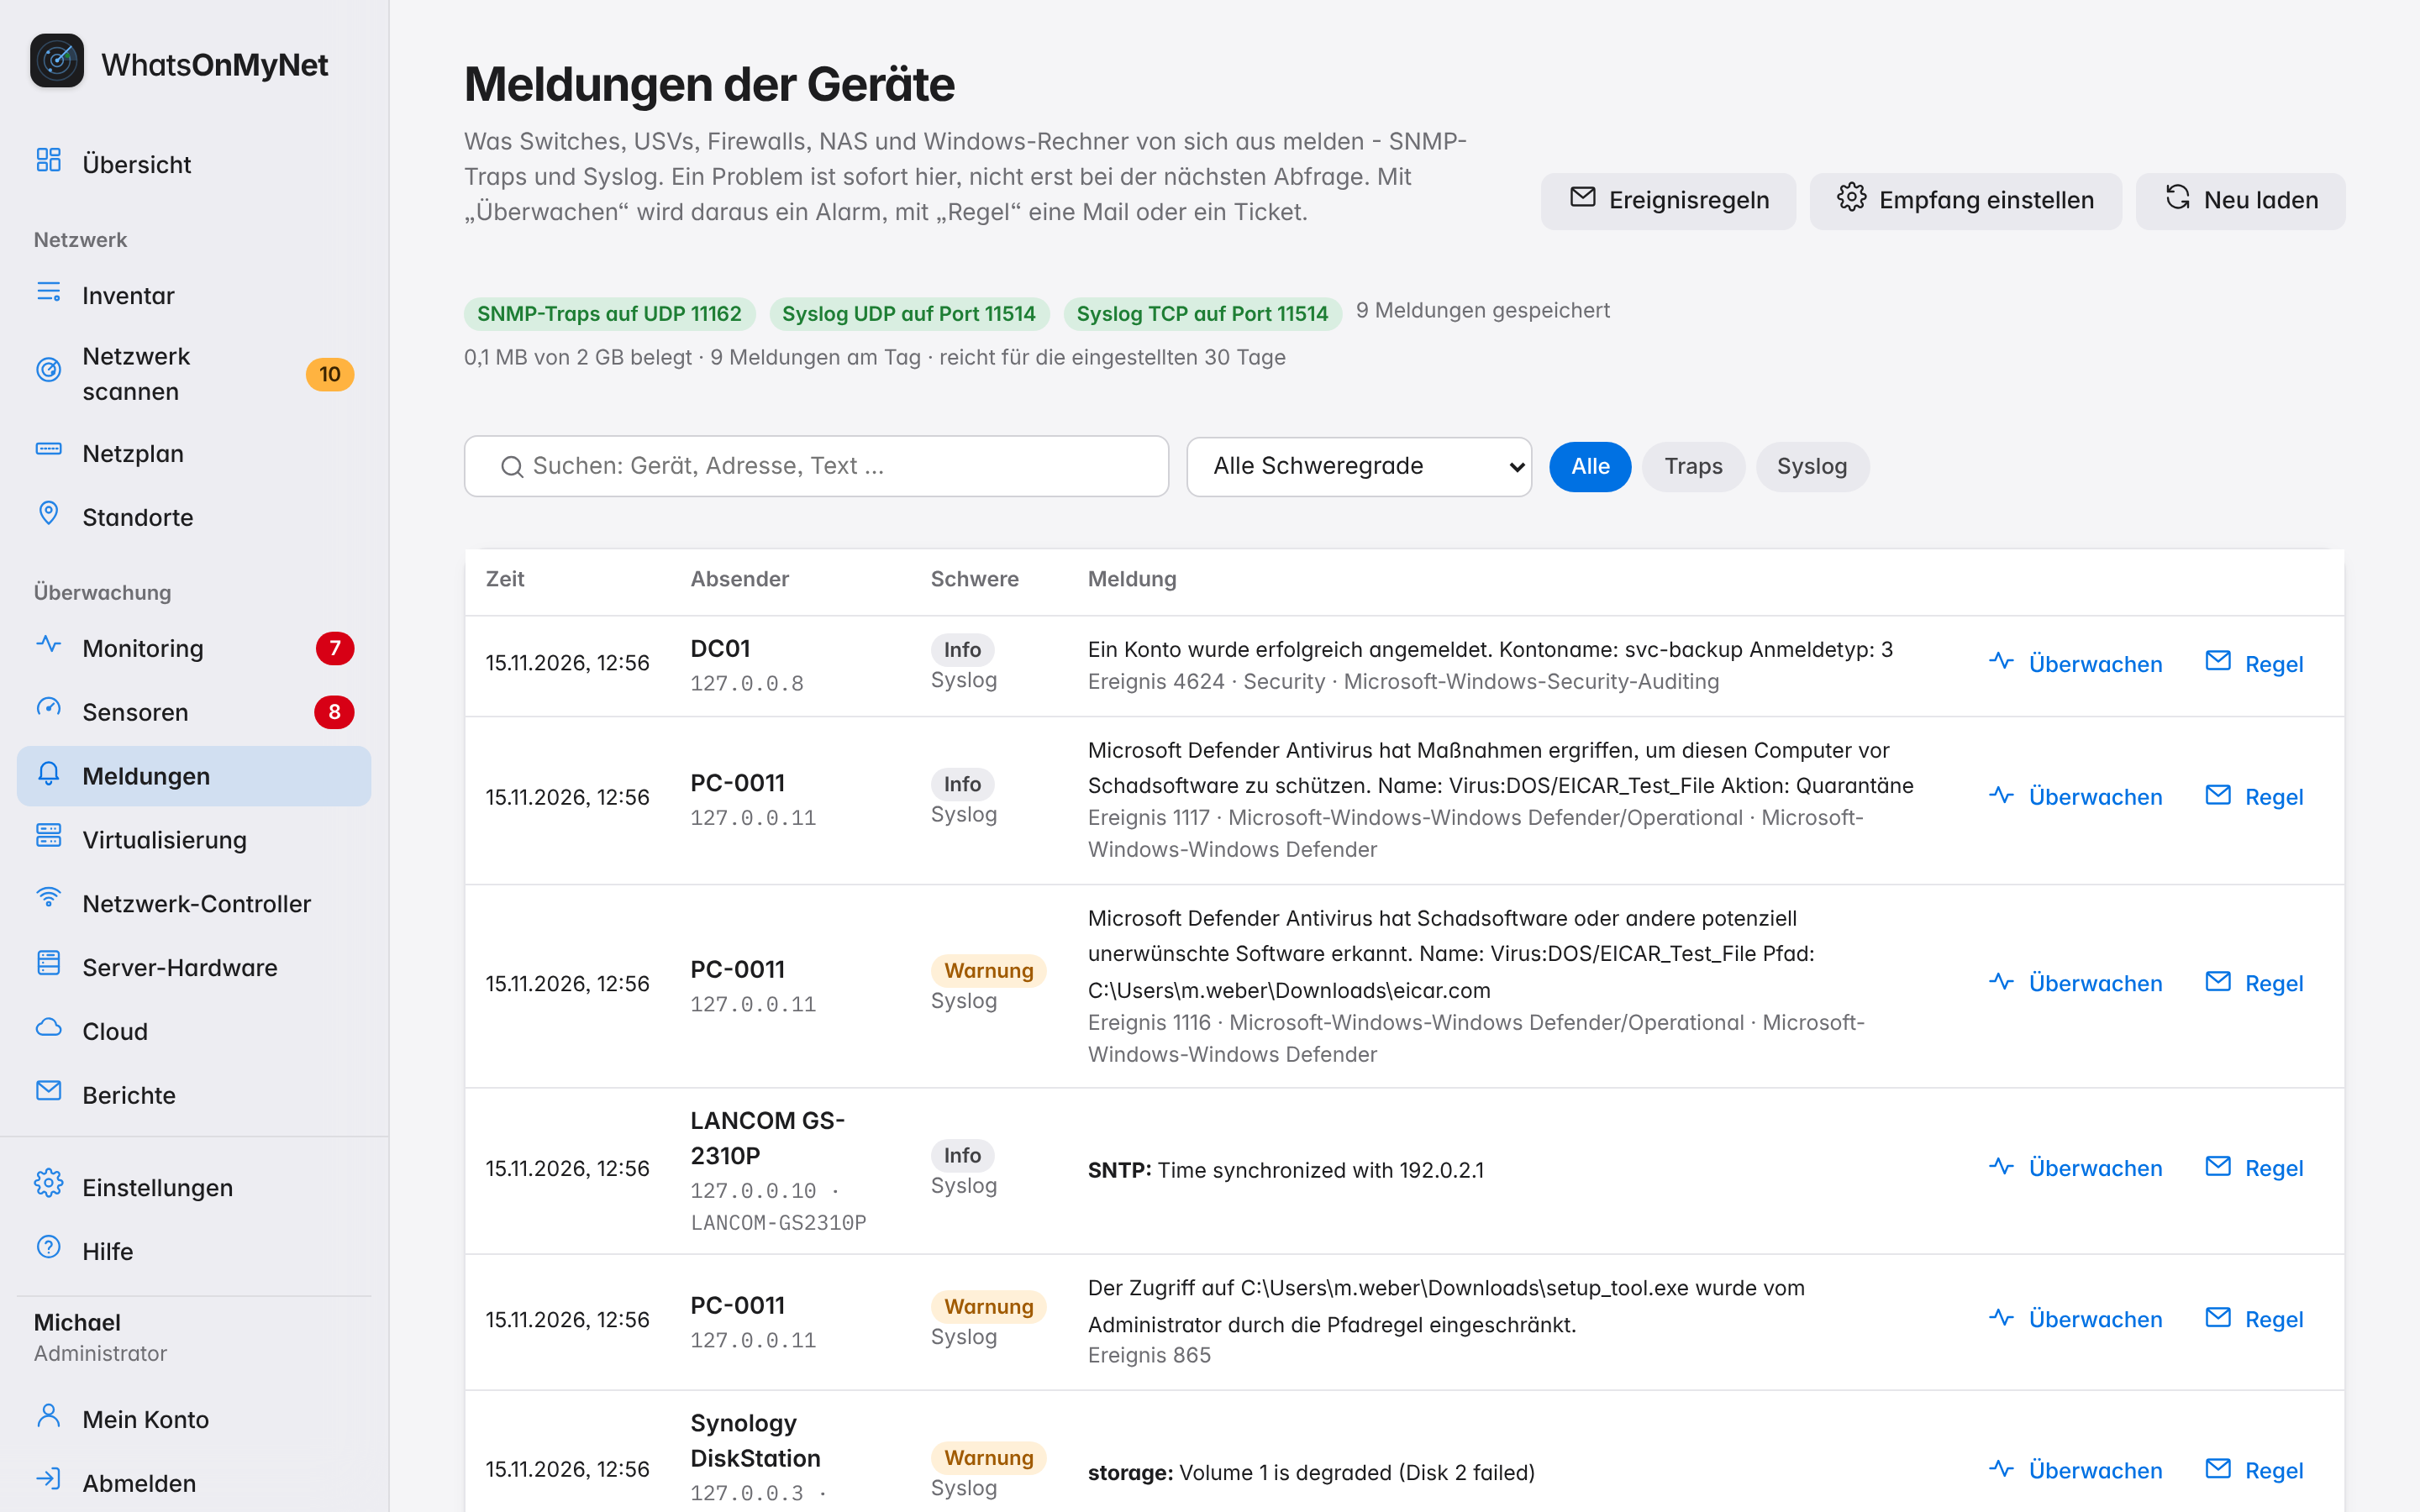 WhatsOnMyNet
Übersicht
Netzwerk
Inventar
Netzwerk
scannen
10
Netzplan
Standorte
Überwachung
Monitoring
7
Sensoren
8
Meldungen
Virtualisierung
Netzwerk-Controller
Server-Hardware
Cloud
Berichte
Einstellungen
Hilfe
Michael
Administrator
Mein Konto
Abmelden
Meldungen der Geräte
Was Switches, USVs, Firewalls, NAS und Windows-Rechner von sich aus melden - SNMP-
Traps und Syslog. Ein Problem ist sofort hier, nicht erst bei der nächsten Abfrage. Mit
„Überwachen“ wird daraus ein Alarm, mit „Regel“ eine Mail oder ein Ticket.
Ereignisregeln
Empfang einstellen
Neu laden
SNMP-Traps auf UDP 11162
Syslog UDP auf Port 11514
Syslog TCP auf Port 11514
9 Meldungen gespeichert
0,1 MB von 2 GB belegt · 9 Meldungen am Tag · reicht für die eingestellten 30 Tage
Suchen: Gerät, Adresse, Text ...
Alle Schweregrade
Alle
Traps
Syslog
Zeit Absender Schwere Meldung
15.11.2026, 12:56
DC01
127.0.0.8
Info
Syslog
Ein Konto wurde erfolgreich angemeldet. Kontoname: svc-backup Anmeldetyp: 3
Ereignis 4624 · Security · Microsoft-Windows-Security-Auditing
Überwachen
Regel
15.11.2026, 12:56
PC-0011
127.0.0.11
Info
Syslog
Microsoft Defender Antivirus hat Maßnahmen ergriffen, um diesen Computer vor
Schadsoftware zu schützen. Name: Virus:DOS/EICAR_Test_File Aktion: Quarantäne
Ereignis 1117 · Microsoft-Windows-Windows Defender/Operational · Microsoft-
Windows-Windows Defender
Überwachen
Regel
15.11.2026, 12:56
PC-0011
127.0.0.11
Warnung
Syslog
Microsoft Defender Antivirus hat Schadsoftware oder andere potenziell
unerwünschte Software erkannt. Name: Virus:DOS/EICAR_Test_File Pfad:
C:\Users\m.weber\Downloads\eicar.com
Ereignis 1116 · Microsoft-Windows-Windows Defender/Operational · Microsoft-
Windows-Windows Defender
Überwachen
Regel
15.11.2026, 12:56
LANCOM GS-
2310P
127.0.0.10 ·
LANCOM-GS2310P
Info
Syslog
SNTP: Time synchronized with 192.0.2.1
Überwachen
Regel
15.11.2026, 12:56
PC-0011
127.0.0.11
Warnung
Syslog
Der Zugriff auf C:\Users\m.weber\Downloads\setup_tool.exe wurde vom
Administrator durch die Pfadregel eingeschränkt.
Ereignis 865
Überwachen
Regel
15.11.2026, 12:56
Synology
DiskStation
127.0.0.3 ·
Warnung
Syslog
storage: Volume 1 is degraded (Disk 2 failed)
Überwachen
Regel